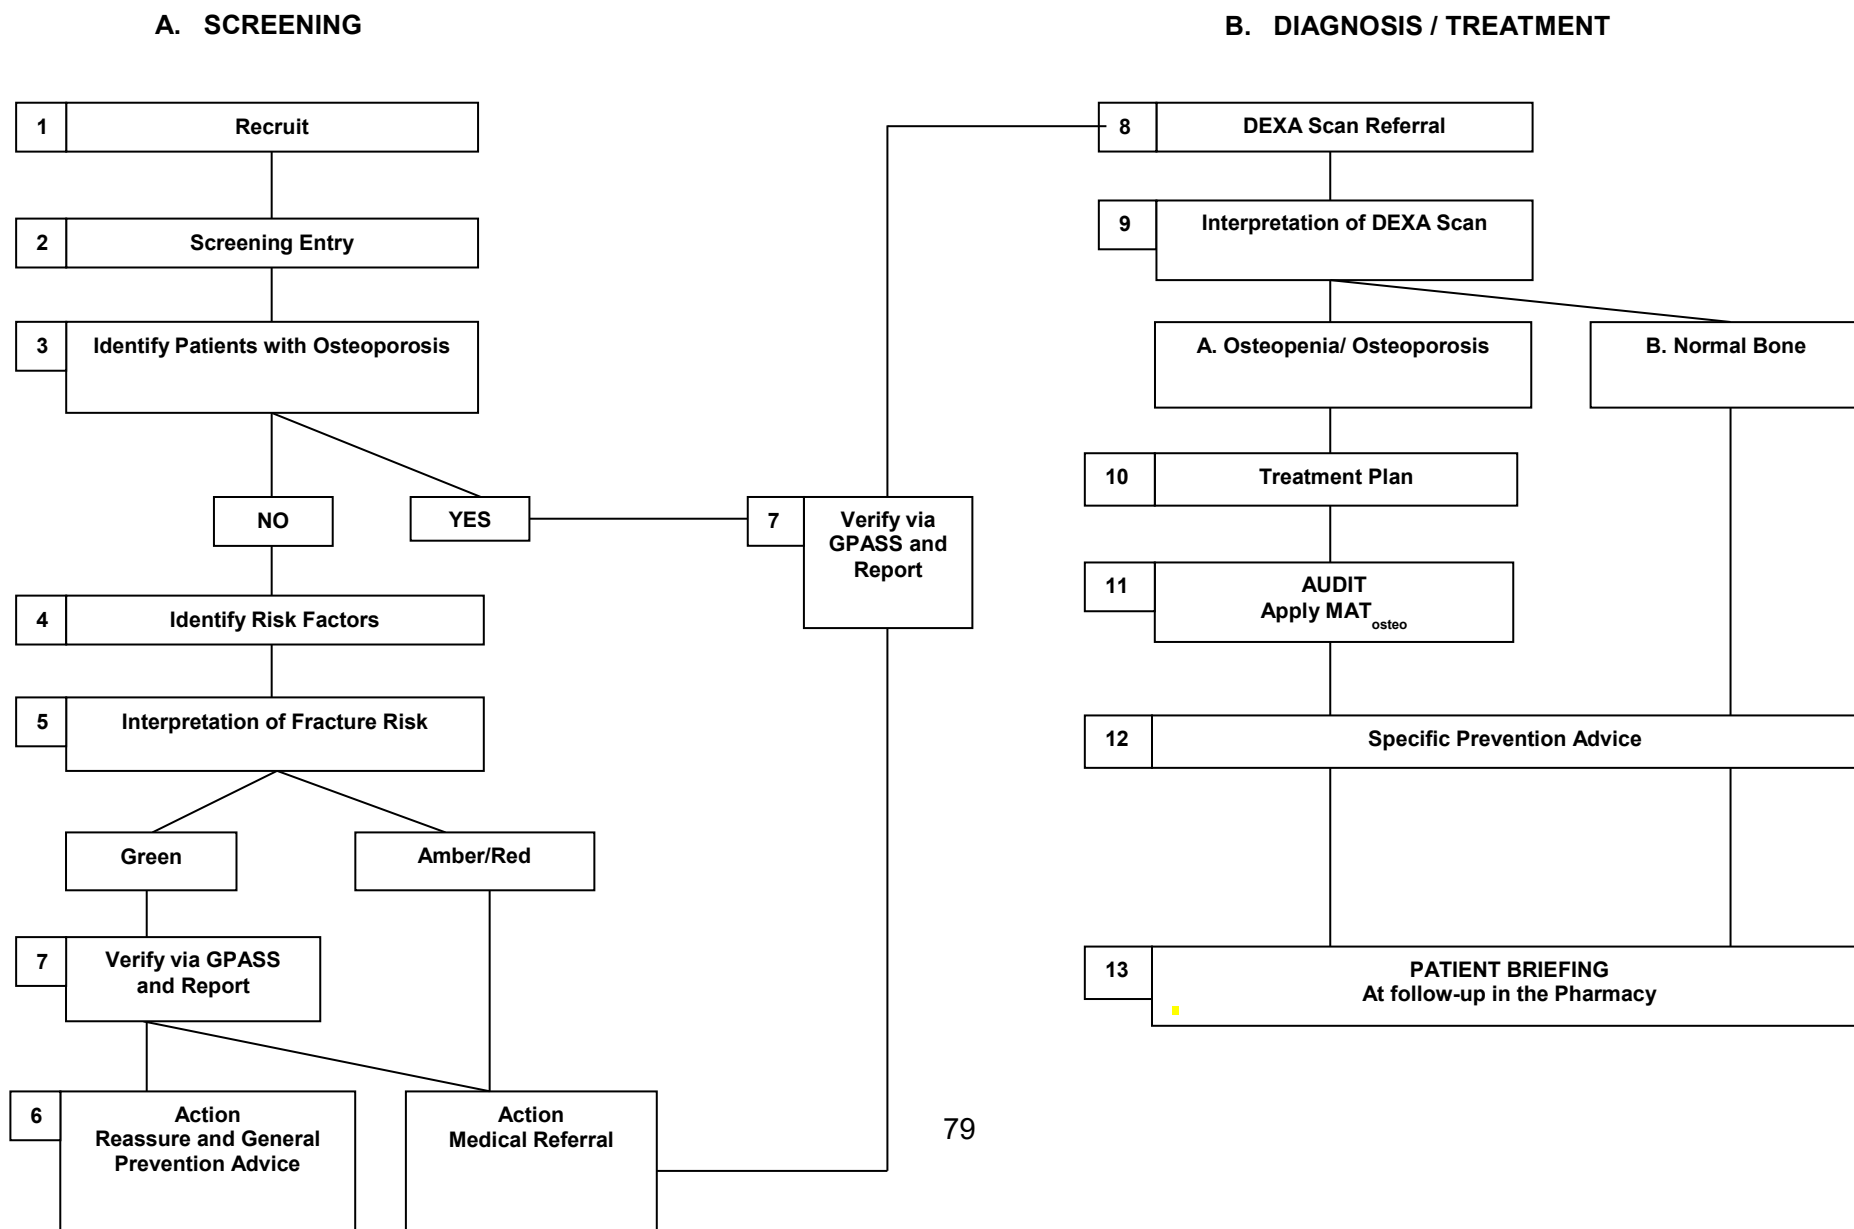 A. SCREENING
1
Recruit
2
Screening Entry
3
Identify Patients with Osteoporosis
NO
YES
7
Verify via
GPASS and
Report
4
Identify Risk Factors
5
Interpretation of Fracture Risk
Green
Amber/Red
7
Verify via GPASS
and Report
6
Action
Reassure and General
Prevention Advice
Action
Medical Referral
B. DIAGNOSIS / TREATMENT
8
DEXA Scan Referral
9
Interpretation of DEXA Scan
A. Osteopenia/ Osteoporosis
B. Normal Bone
10
Treatment Plan
11
AUDIT
Apply MATosteo
12
Specific Prevention Advice
13
PATIENT BRIEFING
At follow-up in the Pharmacy
79